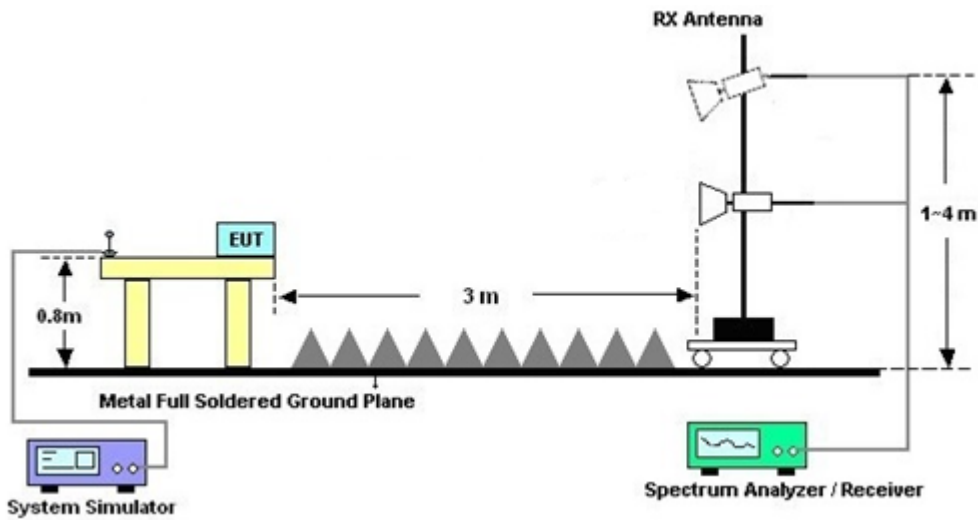 RX Antenna
EUT
1~4 m
3 m
0.8m
Metal Full Soldered Ground Plane
System Simulator
Spectrum Analyzer / Receiver